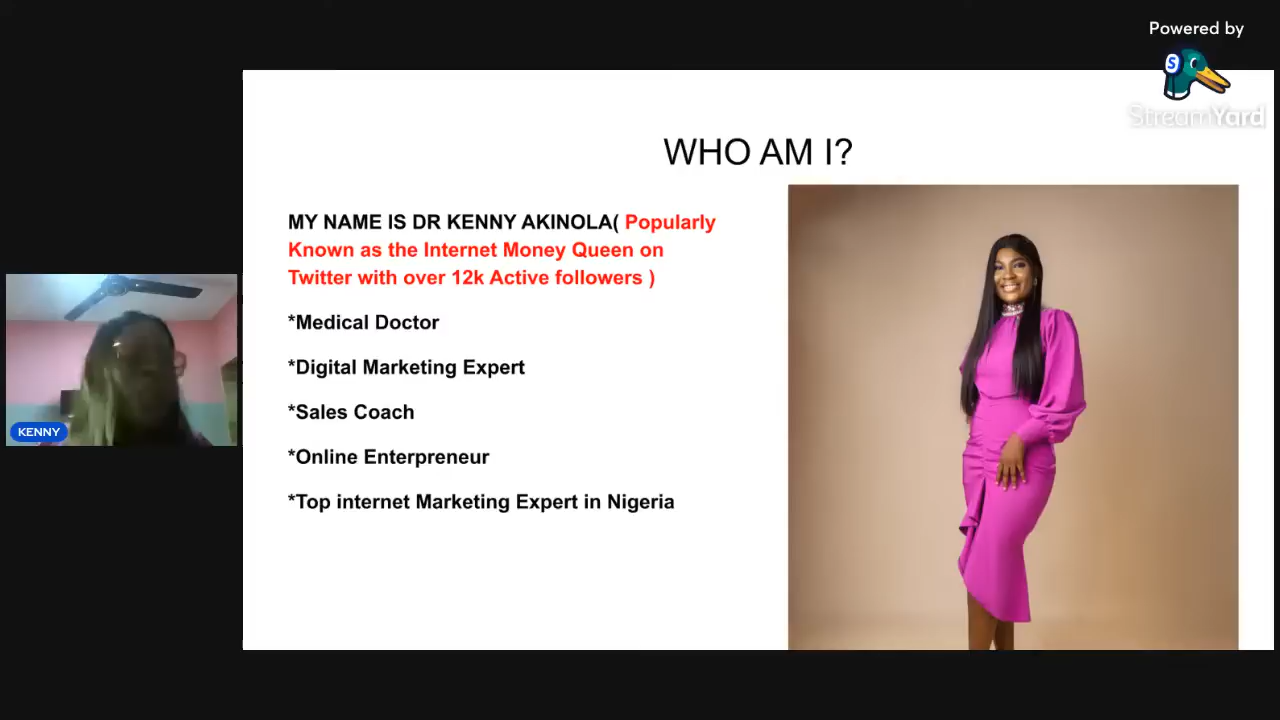 Powered by
StreamYard
WHO AM I?
MY NAME IS DR KENNY AKINOLA( Popularly
Known as the Internet Money Queen on
Twitter with over 12k Active followers )
*Medical Doctor
*Digital Marketing Expert
*Sales Coach
*Online Enterpreneur
*Top internet Marketing Expert in Nigeria
KENNY